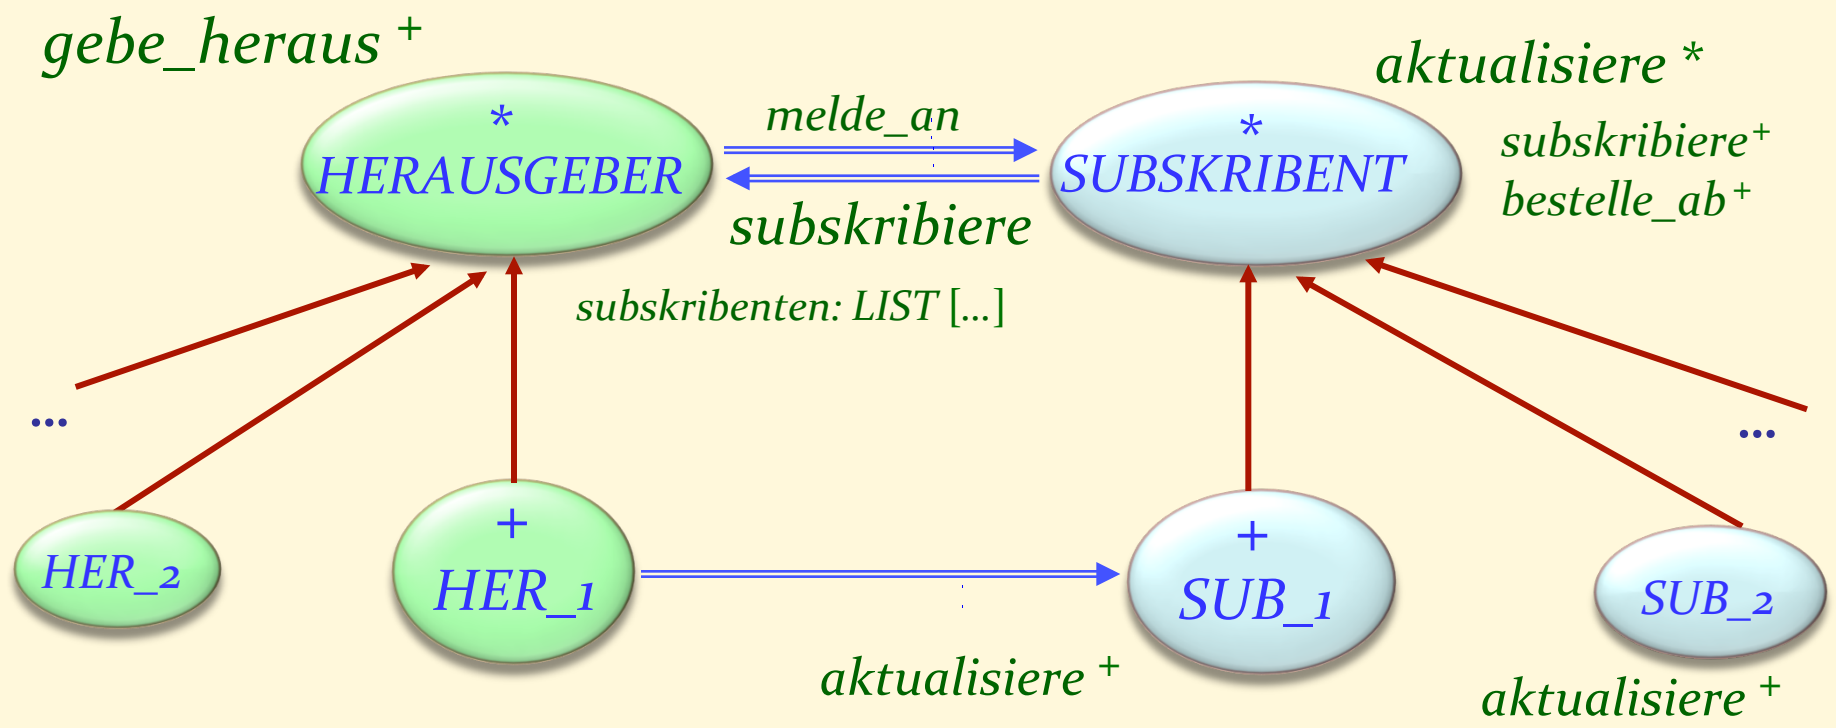 gebe_heraus +
aktualisiere *
*
HERAUSGEBER
melde_an
*
SUBSKRIBENT
subskribiere+
bestelle_ab+
subskribiere
subskribenten: LIST [...]
...
...
HER_2
+
HER_1
+
SUB_1
SUB_2
aktualisiere +
aktualisiere +